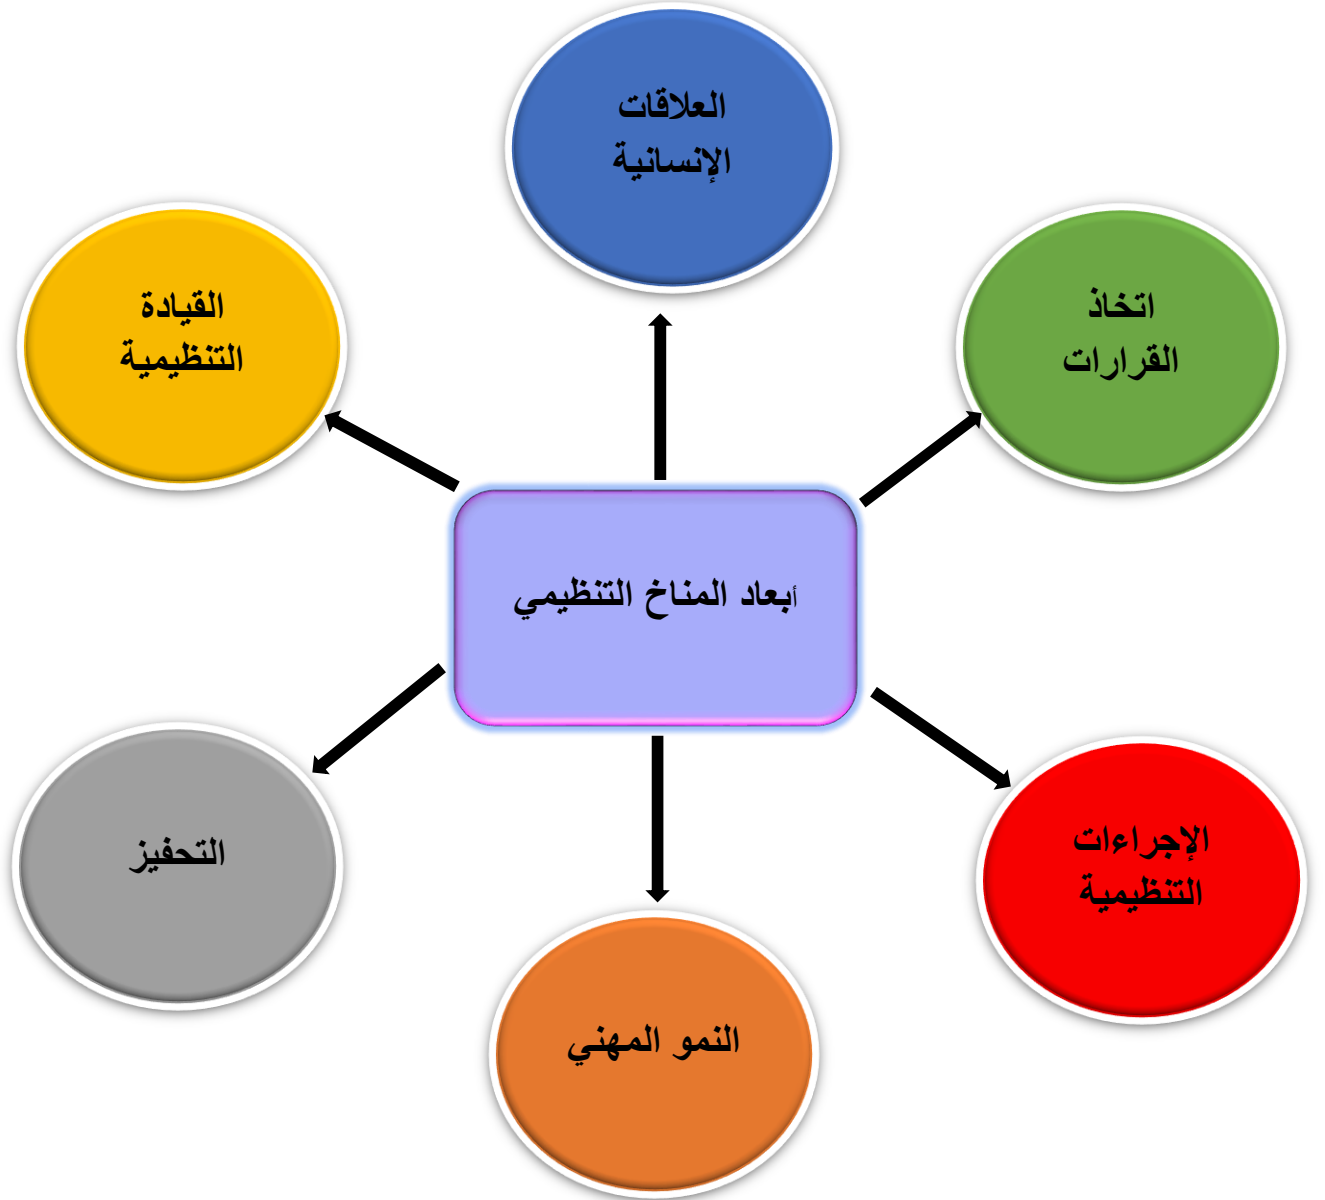 العلاقات
الإنسانية
اتخاذ
القرارات
القيادة
التنظيمية
أبعاد المناخ التنظيمي
الإجراءات
التنظيمية
التحفيز
النمو المهني